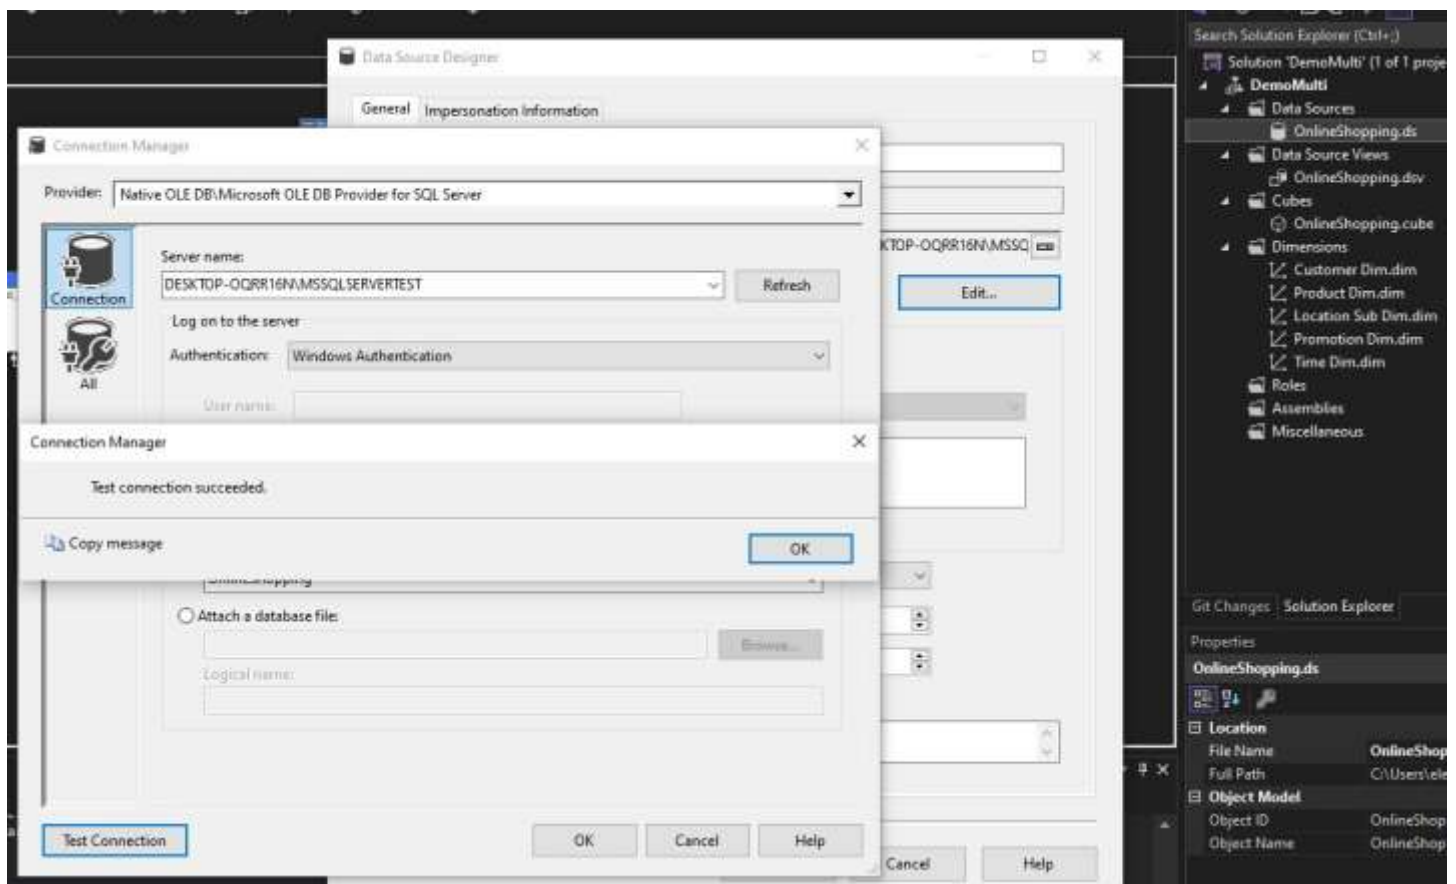 Data Source Designer
General
Impersonation Information
Connection Manager
Provider:
Native OLE DB\Microsoft OLE DB Provider for SQL Server
Connection
All
Server name:
DESKTOP-OQRR16N\MSSQLSERVERTEST
Refresh
Log on to the server
Authentication:
Windows Authentication
User name:
Connection Manager
Test connection succeeded.
Copy message
OK
OnlineShopping
Attach a database file:
Browse...
Logical name:
Test Connection
OK
Cancel
Help
KTOP-OQRR16N\MSSQ
Edit...
Cancel
Help
Search Solution Explorer (Ctrl+;)
Solution 'DemoMulti' (1 of 1 proje
DemoMulti
Data Sources
OnlineShopping.ds
Data Source Views
OnlineShopping.dsv
Cubes
OnlineShopping.cube
Dimensions
Customer Dim.dim
Product Dim.dim
Location Sub Dim.dim
Promotion Dim.dim
Time Dim.dim
Roles
Assemblies
Miscellaneous
Git Changes
Solution Explorer
Properties
OnlineShopping.ds
Location
File Name OnlineShop
Full Path C:\Users\ele
Object Model
Object ID OnlineShop
Object Name OnlineShop